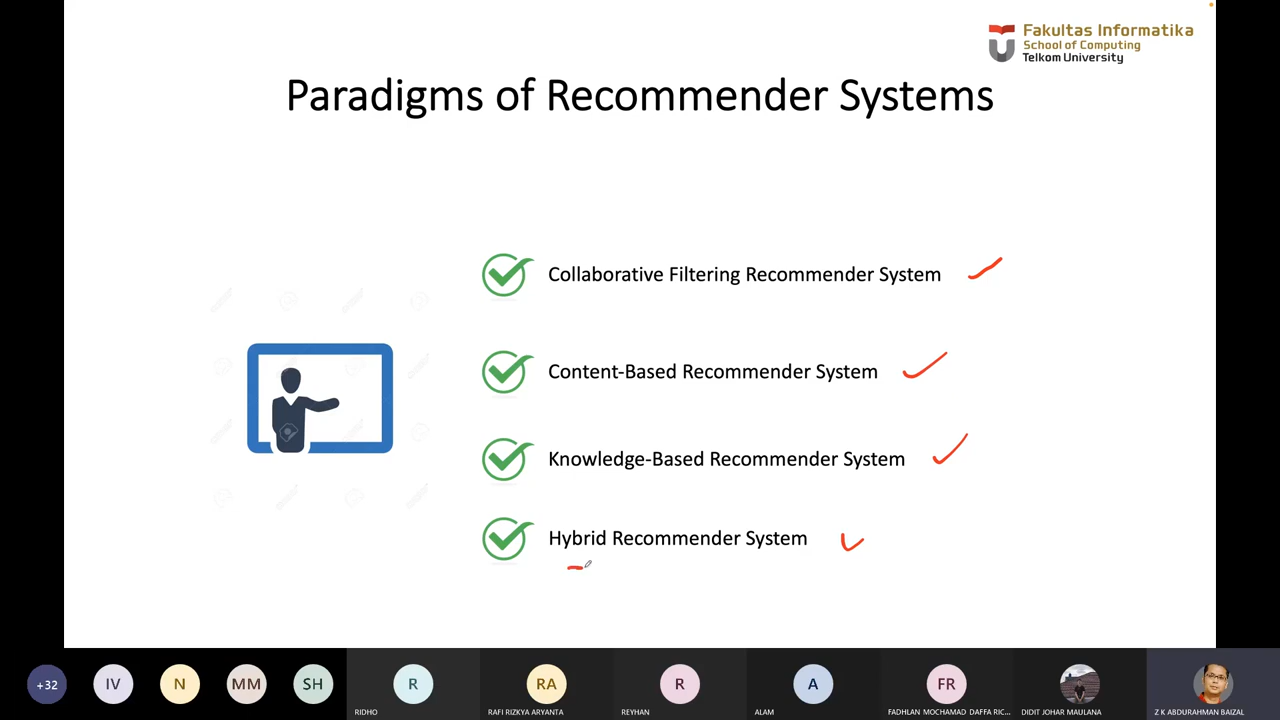 Fakultas Informatika
School of Computing
Telkom University
Paradigms of Recommender Systems
Collaborative Filtering Recommender System
Content-Based Recommender System
Knowledge-Based Recommender System
Hybrid Recommender System
+32
IV
N
MM
SH
R
RA
R
A
FR
RIDHO
RAFI RIZKYA ARYANTA
REYHAN
ALAM
FADHLAN MOCHAMAD DAFFA RIC...
DIDIT JOHAR MAULANA
Z K ABDURAHMAN BAIZAL